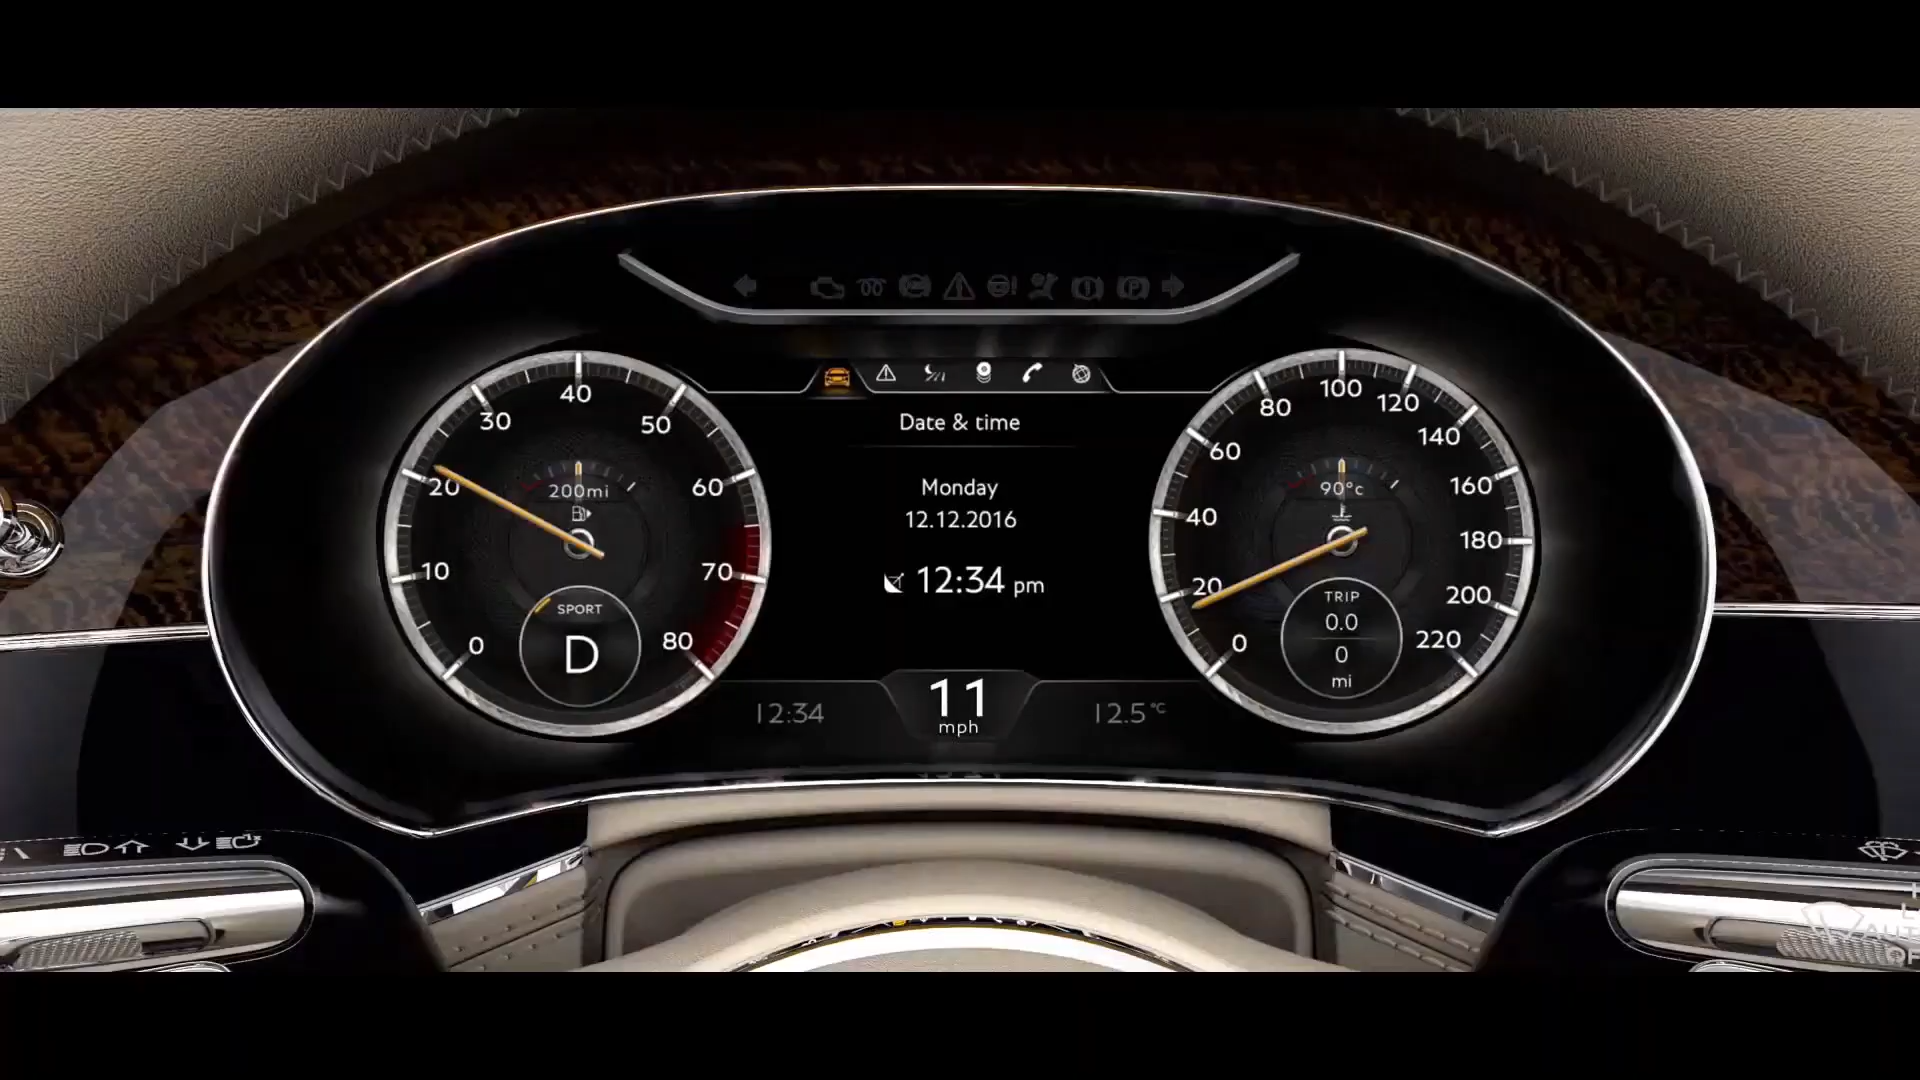 Date & time
Monday
12.12.2016
12:34 pm
11
mph
12:34
12.5°C
0
10
20
30
40
50
60
70
80
200mi
SPORT
D
0
20
40
60
80
100
120
140
160
180
200
220
90°c
TRIP
0.0
0
mi
P